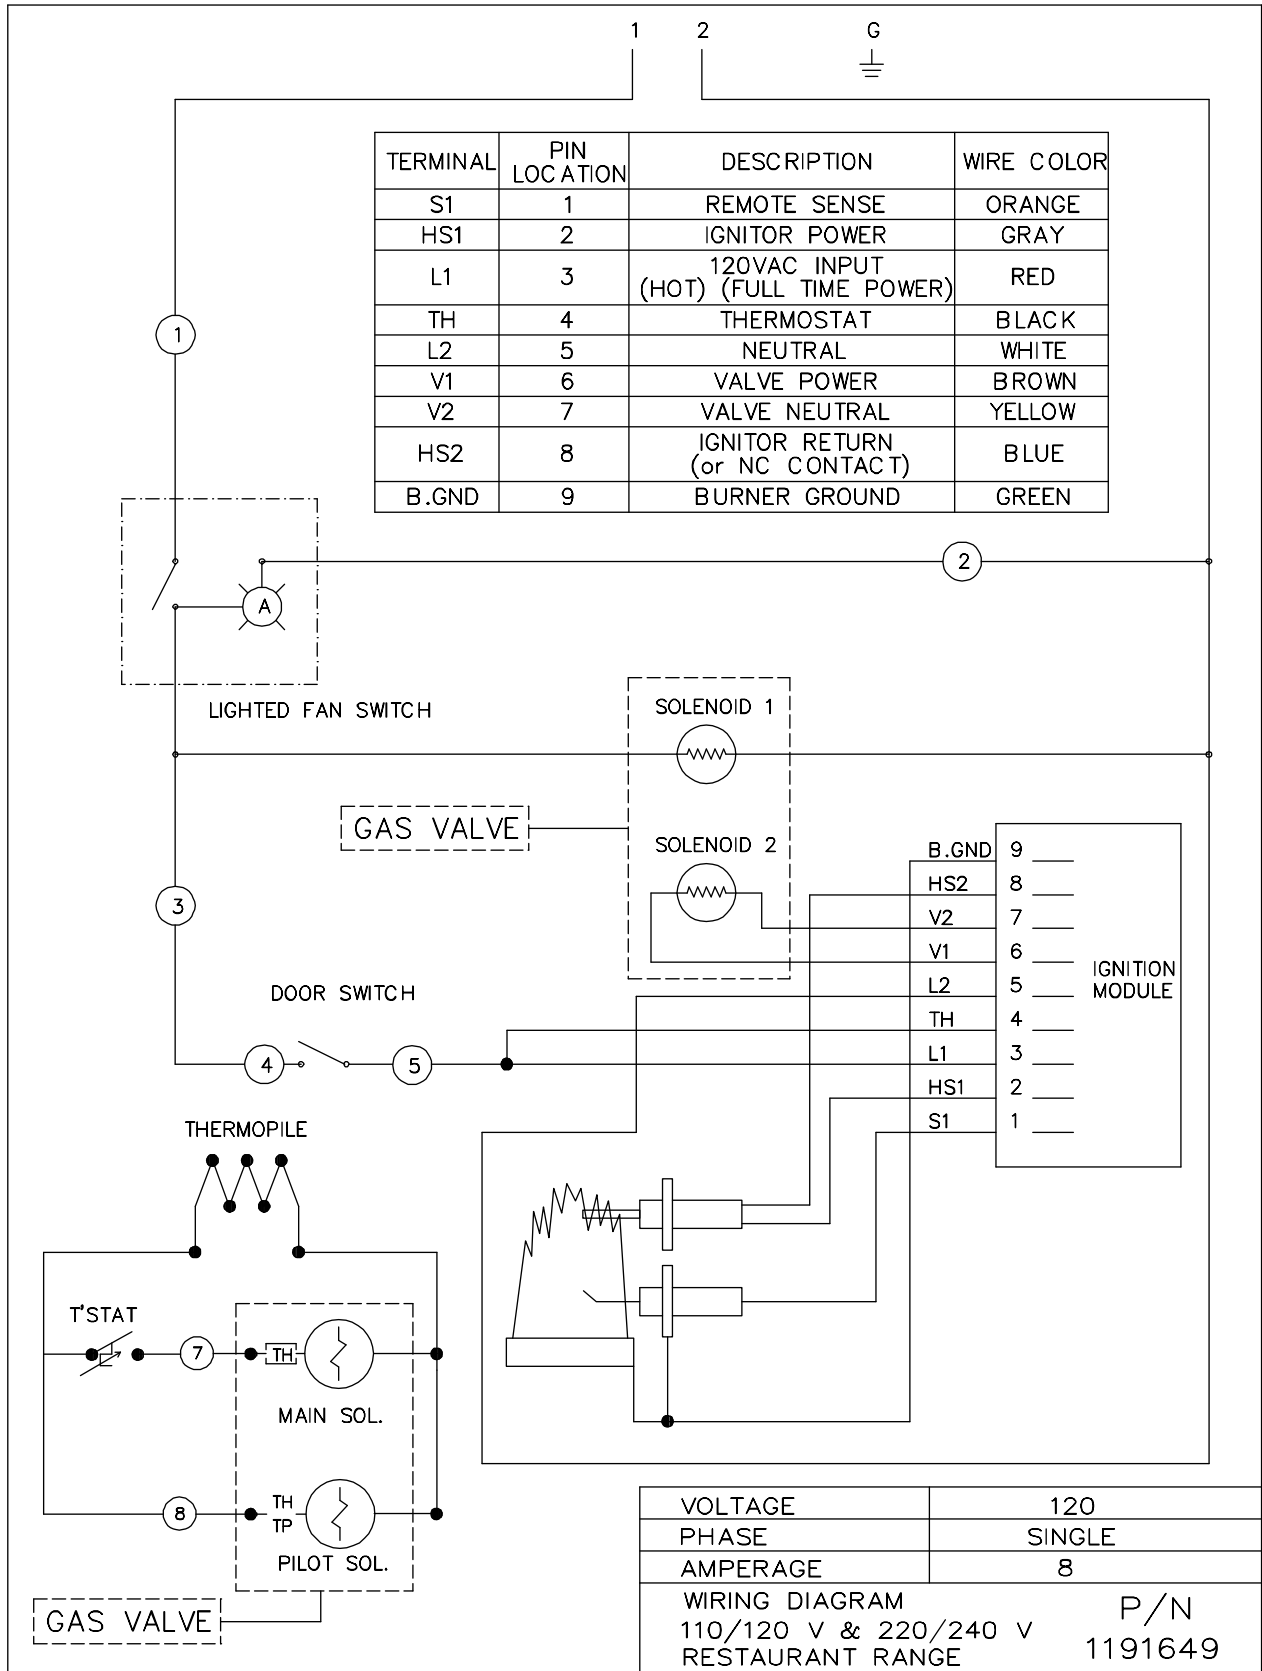 1 2 G
TERMINAL PIN LOCATION DESCRIPTION WIRE COLOR
S1 1 REMOTE SENSE ORANGE
HS1 2 IGNITOR POWER GRAY
L1 3 120VAC INPUT (HOT) (FULL TIME POWER) RED
TH 4 THERMOSTAT BLACK
L2 5 NEUTRAL WHITE
V1 6 VALVE POWER BROWN
V2 7 VALVE NEUTRAL YELLOW
HS2 8 IGNITOR RETURN (or NC CONTACT) BLUE
B.GND 9 BURNER GROUND GREEN
1
2
A
LIGHTED FAN SWITCH
SOLENOID 1
GAS VALVE
SOLENOID 2
3
B.GND 9
HS2 8
V2 7
V1 6
L2 5
TH 4
L1 3
HS1 2
S1 1
IGNITION
MODULE
DOOR SWITCH
4
5
THERMOPILE
T'STAT
7
TH
MAIN SOL.
8
TH
TP
PILOT SOL.
GAS VALVE
VOLTAGE 120
PHASE SINGLE
AMPERAGE 8
WIRING DIAGRAM
110/120 V & 220/240 V
RESTAURANT RANGE
P/N
1191649